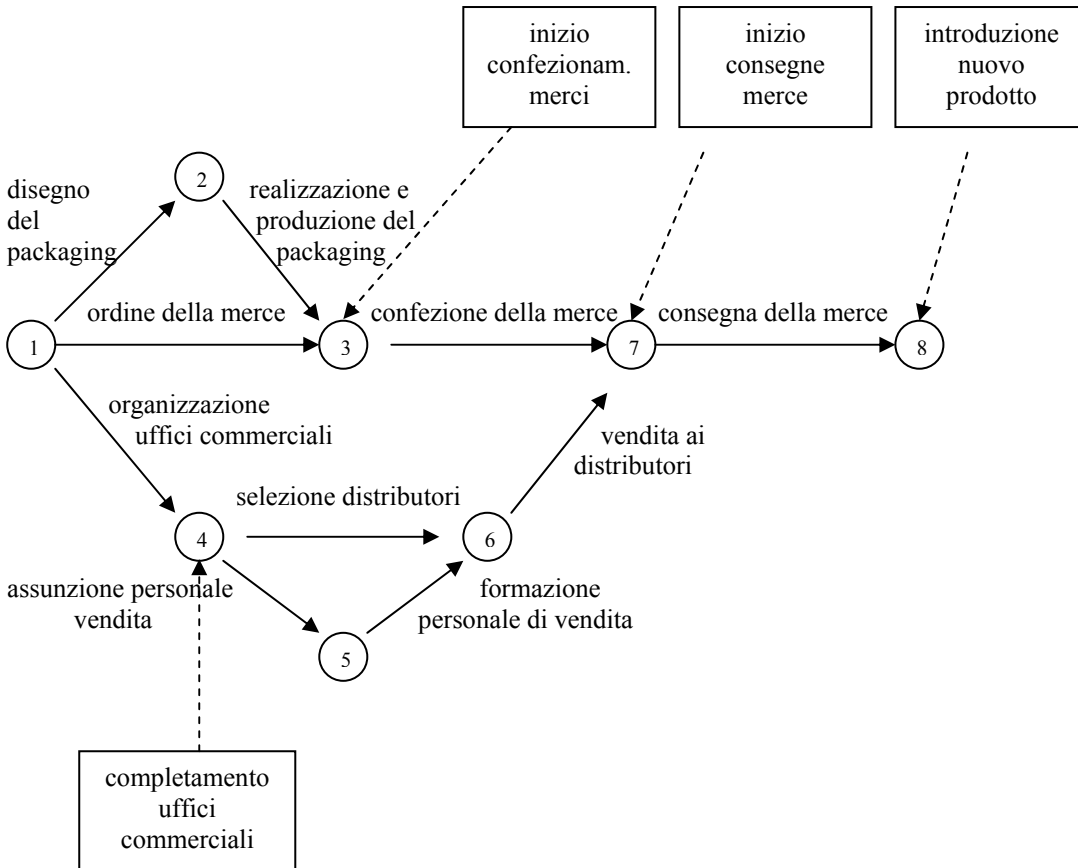 inizio
confezionam.
merci
inizio
consegne
merce
introduzione
nuovo
prodotto
2
disegno
del
packaging
realizzazione e
produzione del
packaging
ordine della merce
confezione della merce
consegna della merce
1
3
7
8
organizzazione
uffici commerciali
vendita ai
distributori
selezione distributori
4
6
assunzione personale
vendita
formazione
personale di vendita
5
completamento
uffici
commerciali